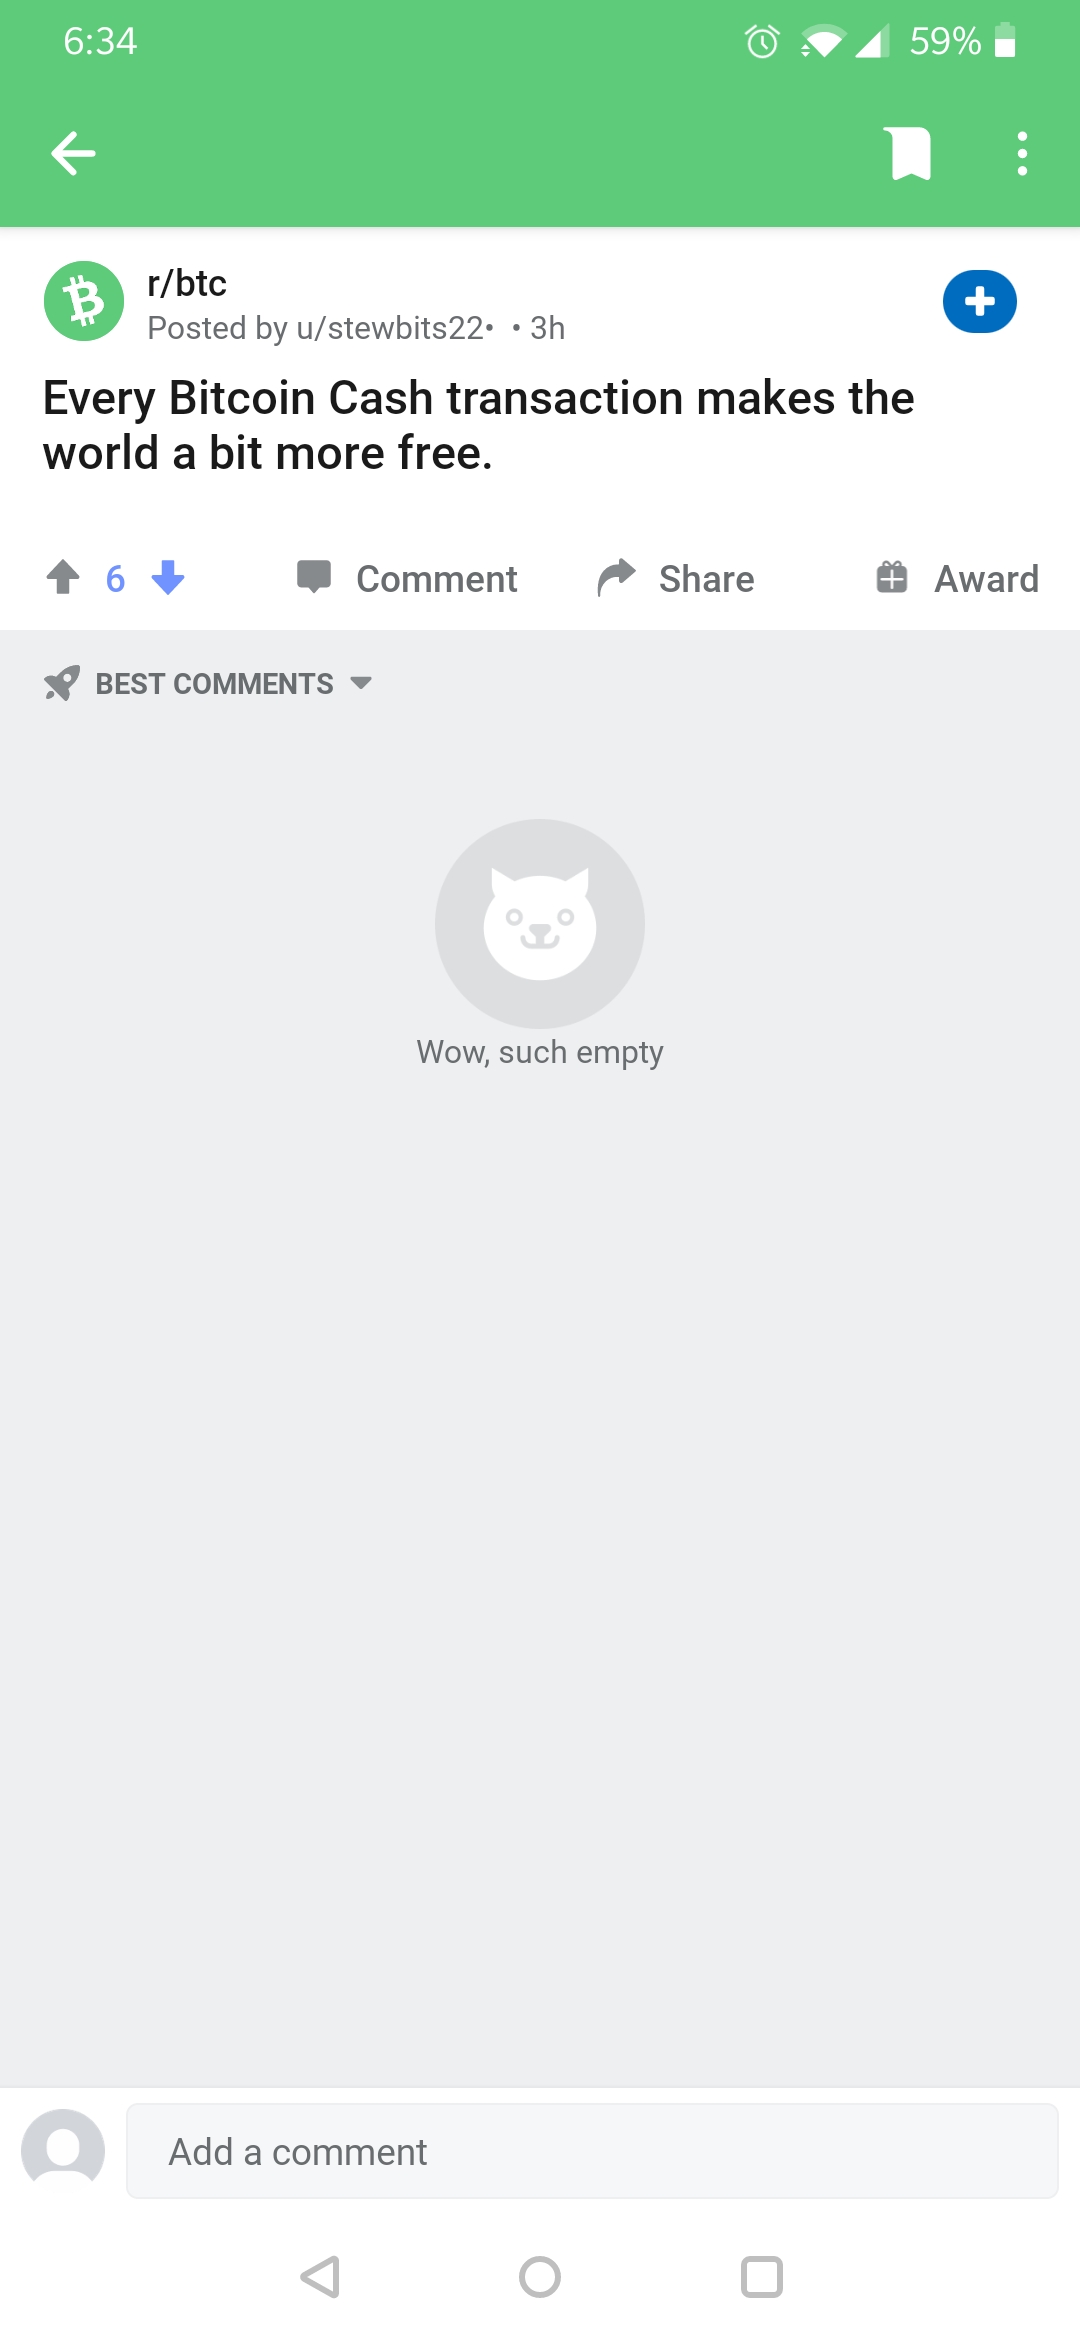 6:34
59%
r/btc
Posted by u/stewbits22• • 3h
Every Bitcoin Cash transaction makes the
world a bit more free.
6 Comment Share Award
BEST COMMENTS
Wow, such empty
Add a comment